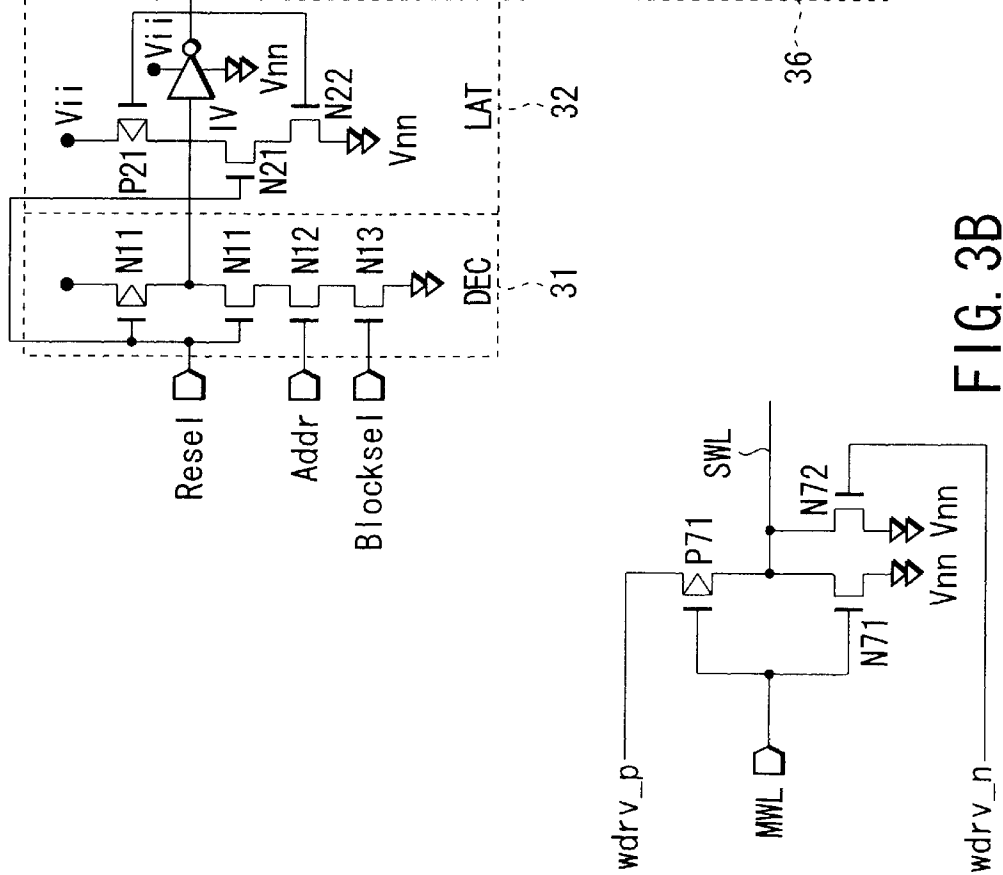 Vii
Vii
P21
IV
Vnn
N21
N22
Vnn
LAT
32
36
N11
N11
N12
N13
DEC
31
Resel
Addr
Blocksel
wdrv_p
P71
SWL
MWL
N71
N72
Vnn
Vnn
wdrv_n
FIG. 3B